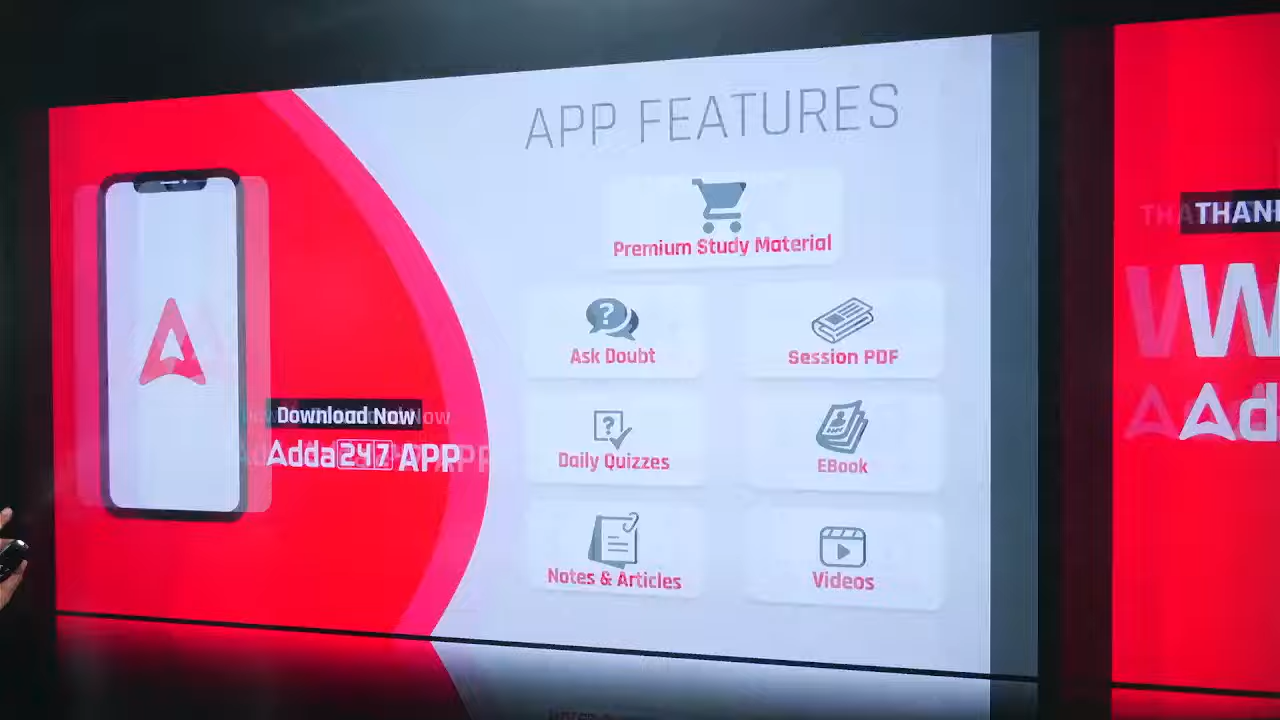 APP FEATURES
Premium Study Material
Ask Doubt
Session PDF
Daily Quizzes
EBook
Notes & Articles
Videos
Download Now
Adda247 APP